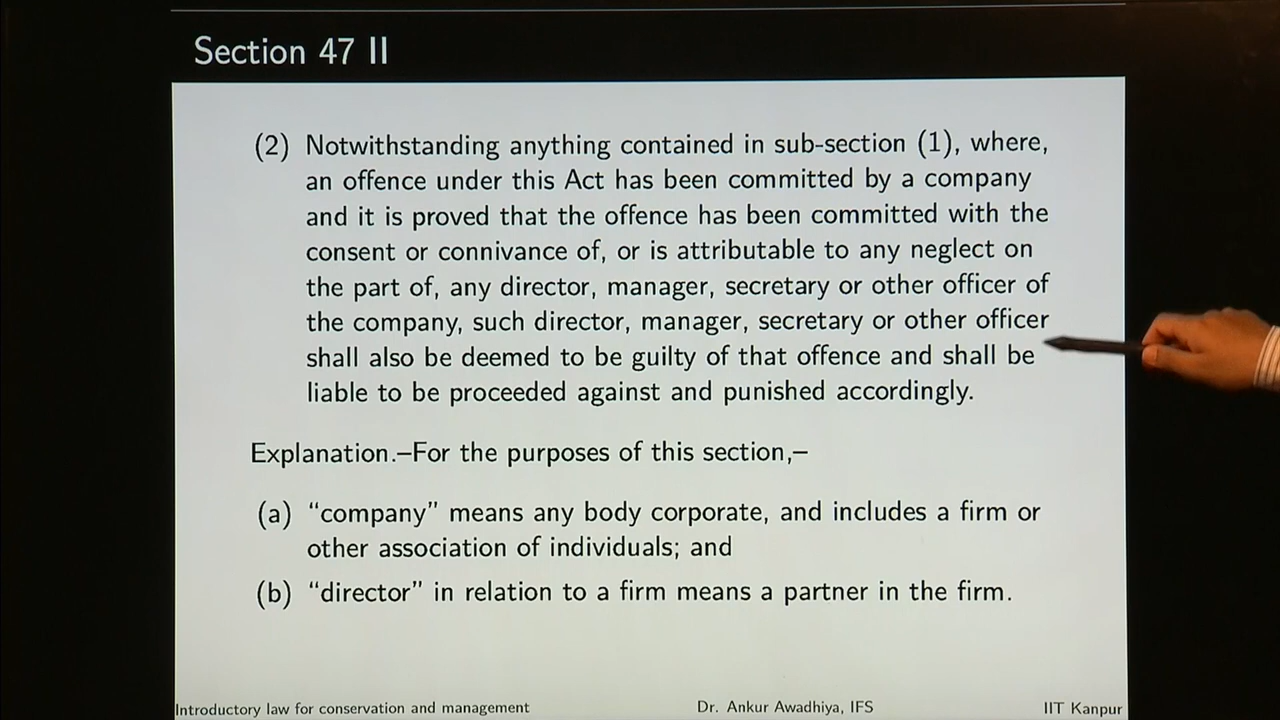 Section 47 II
(2) Notwithstanding anything contained in sub-section (1), where,
an offence under this Act has been committed by a company
and it is proved that the offence has been committed with the
consent or connivance of, or is attributable to any neglect on
the part of, any director, manager, secretary or other officer of
the company, such director, manager, secretary or other officer
shall also be deemed to be guilty of that offence and shall be
liable to be proceeded against and punished accordingly.
Explanation.–For the purposes of this section,–
(a) “company” means any body corporate, and includes a firm or
other association of individuals; and
(b) “director” in relation to a firm means a partner in the firm.
Introductory law for conservation and management Dr. Ankur Awadhiya, IFS IIT Kanpur